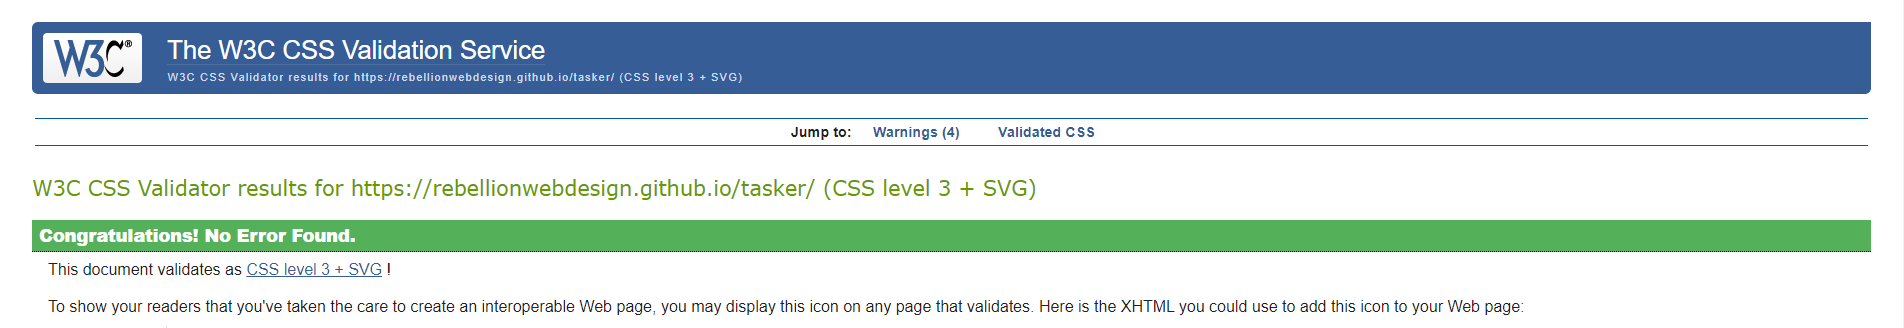 W3C®
The W3C CSS Validation Service
W3C CSS Validator results for https://rebellionwebdesign.github.io/tasker/ (CSS level 3 + SVG)
Jump to: Warnings (4) Validated CSS
W3C CSS Validator results for https://rebellionwebdesign.github.io/tasker/ (CSS level 3 + SVG)
Congratulations! No Error Found.
This document validates as CSS level 3 + SVG !
To show your readers that you've taken the care to create an interoperable Web page, you may display this icon on any page that validates. Here is the XHTML you could use to add this icon to your Web page: